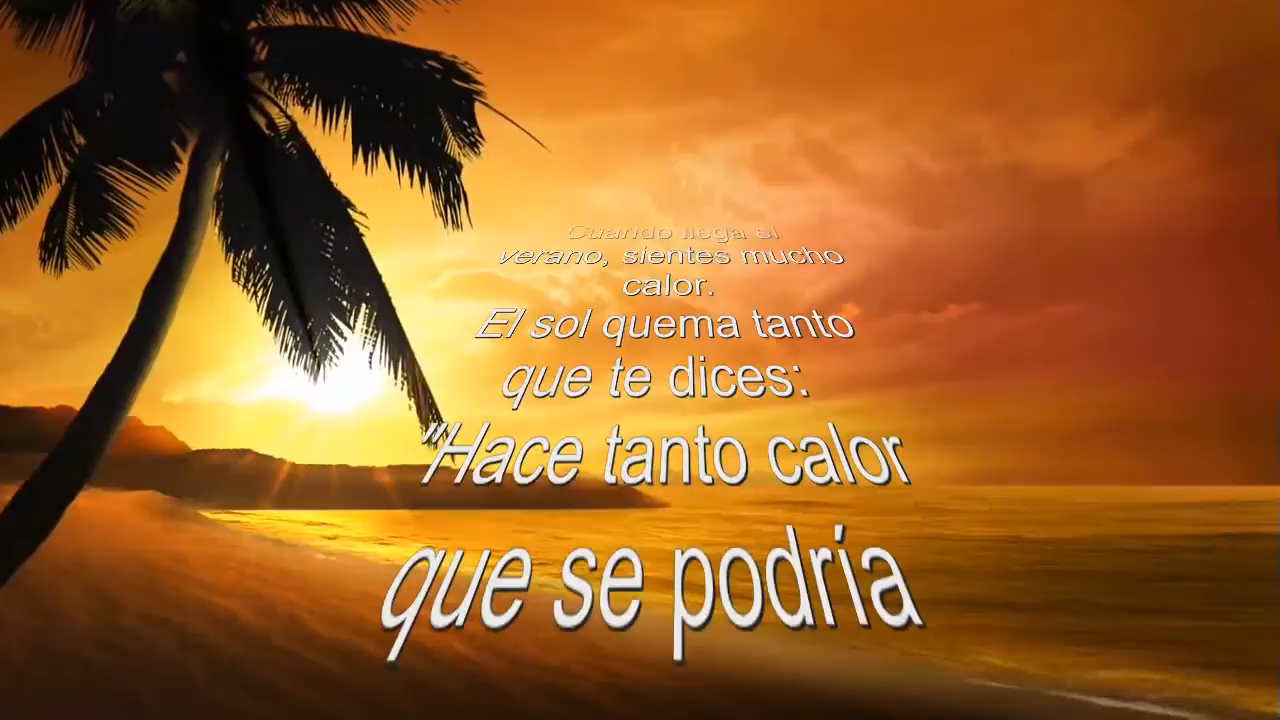 Cuando llega el
verano, sientes mucho
calor.
El sol quema tanto
que te dices:
"Hace tanto calor
que se podría